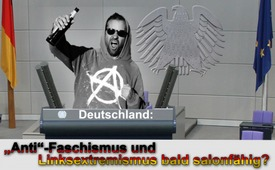 Deutschland:
„Anti“-Faschismus und
Linksextremismus bald salonfähig?